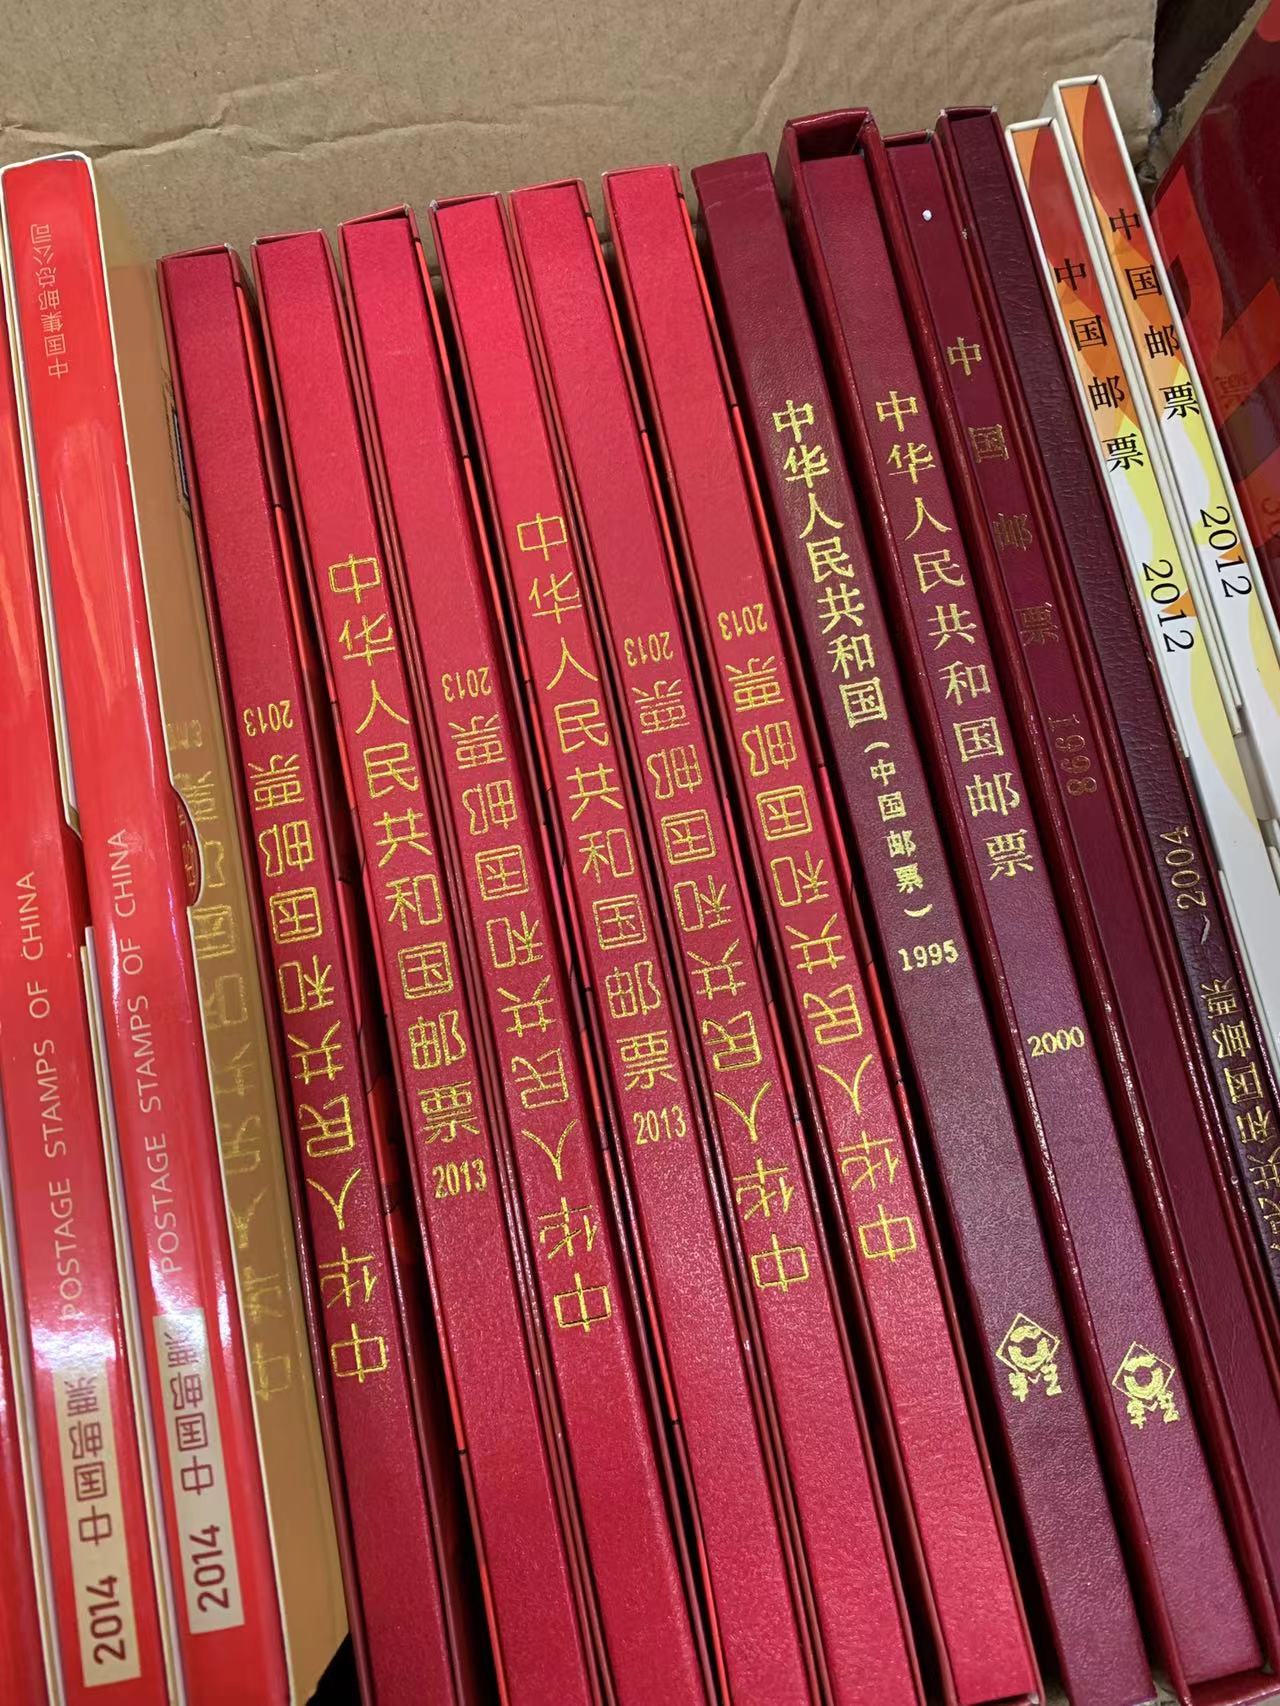 POSTAGE STAMPS OF CHINA
2014 中国邮票
中国集邮总公司
POSTAGE STAMPS OF CHINA
2014 中国邮票
中华人民共和国邮票 2013
中华人民共和国邮票 2013
中华人民共和国邮票 2013
中华人民共和国邮票 2013
中华人民共和国邮票 2013
中华人民共和国邮票 2013
中华人民共和国（中国邮票）1995
中华人民共和国邮票 2000
中国邮票 1998
共和国邮票 2004
中国邮票 2012
中国邮票 2012